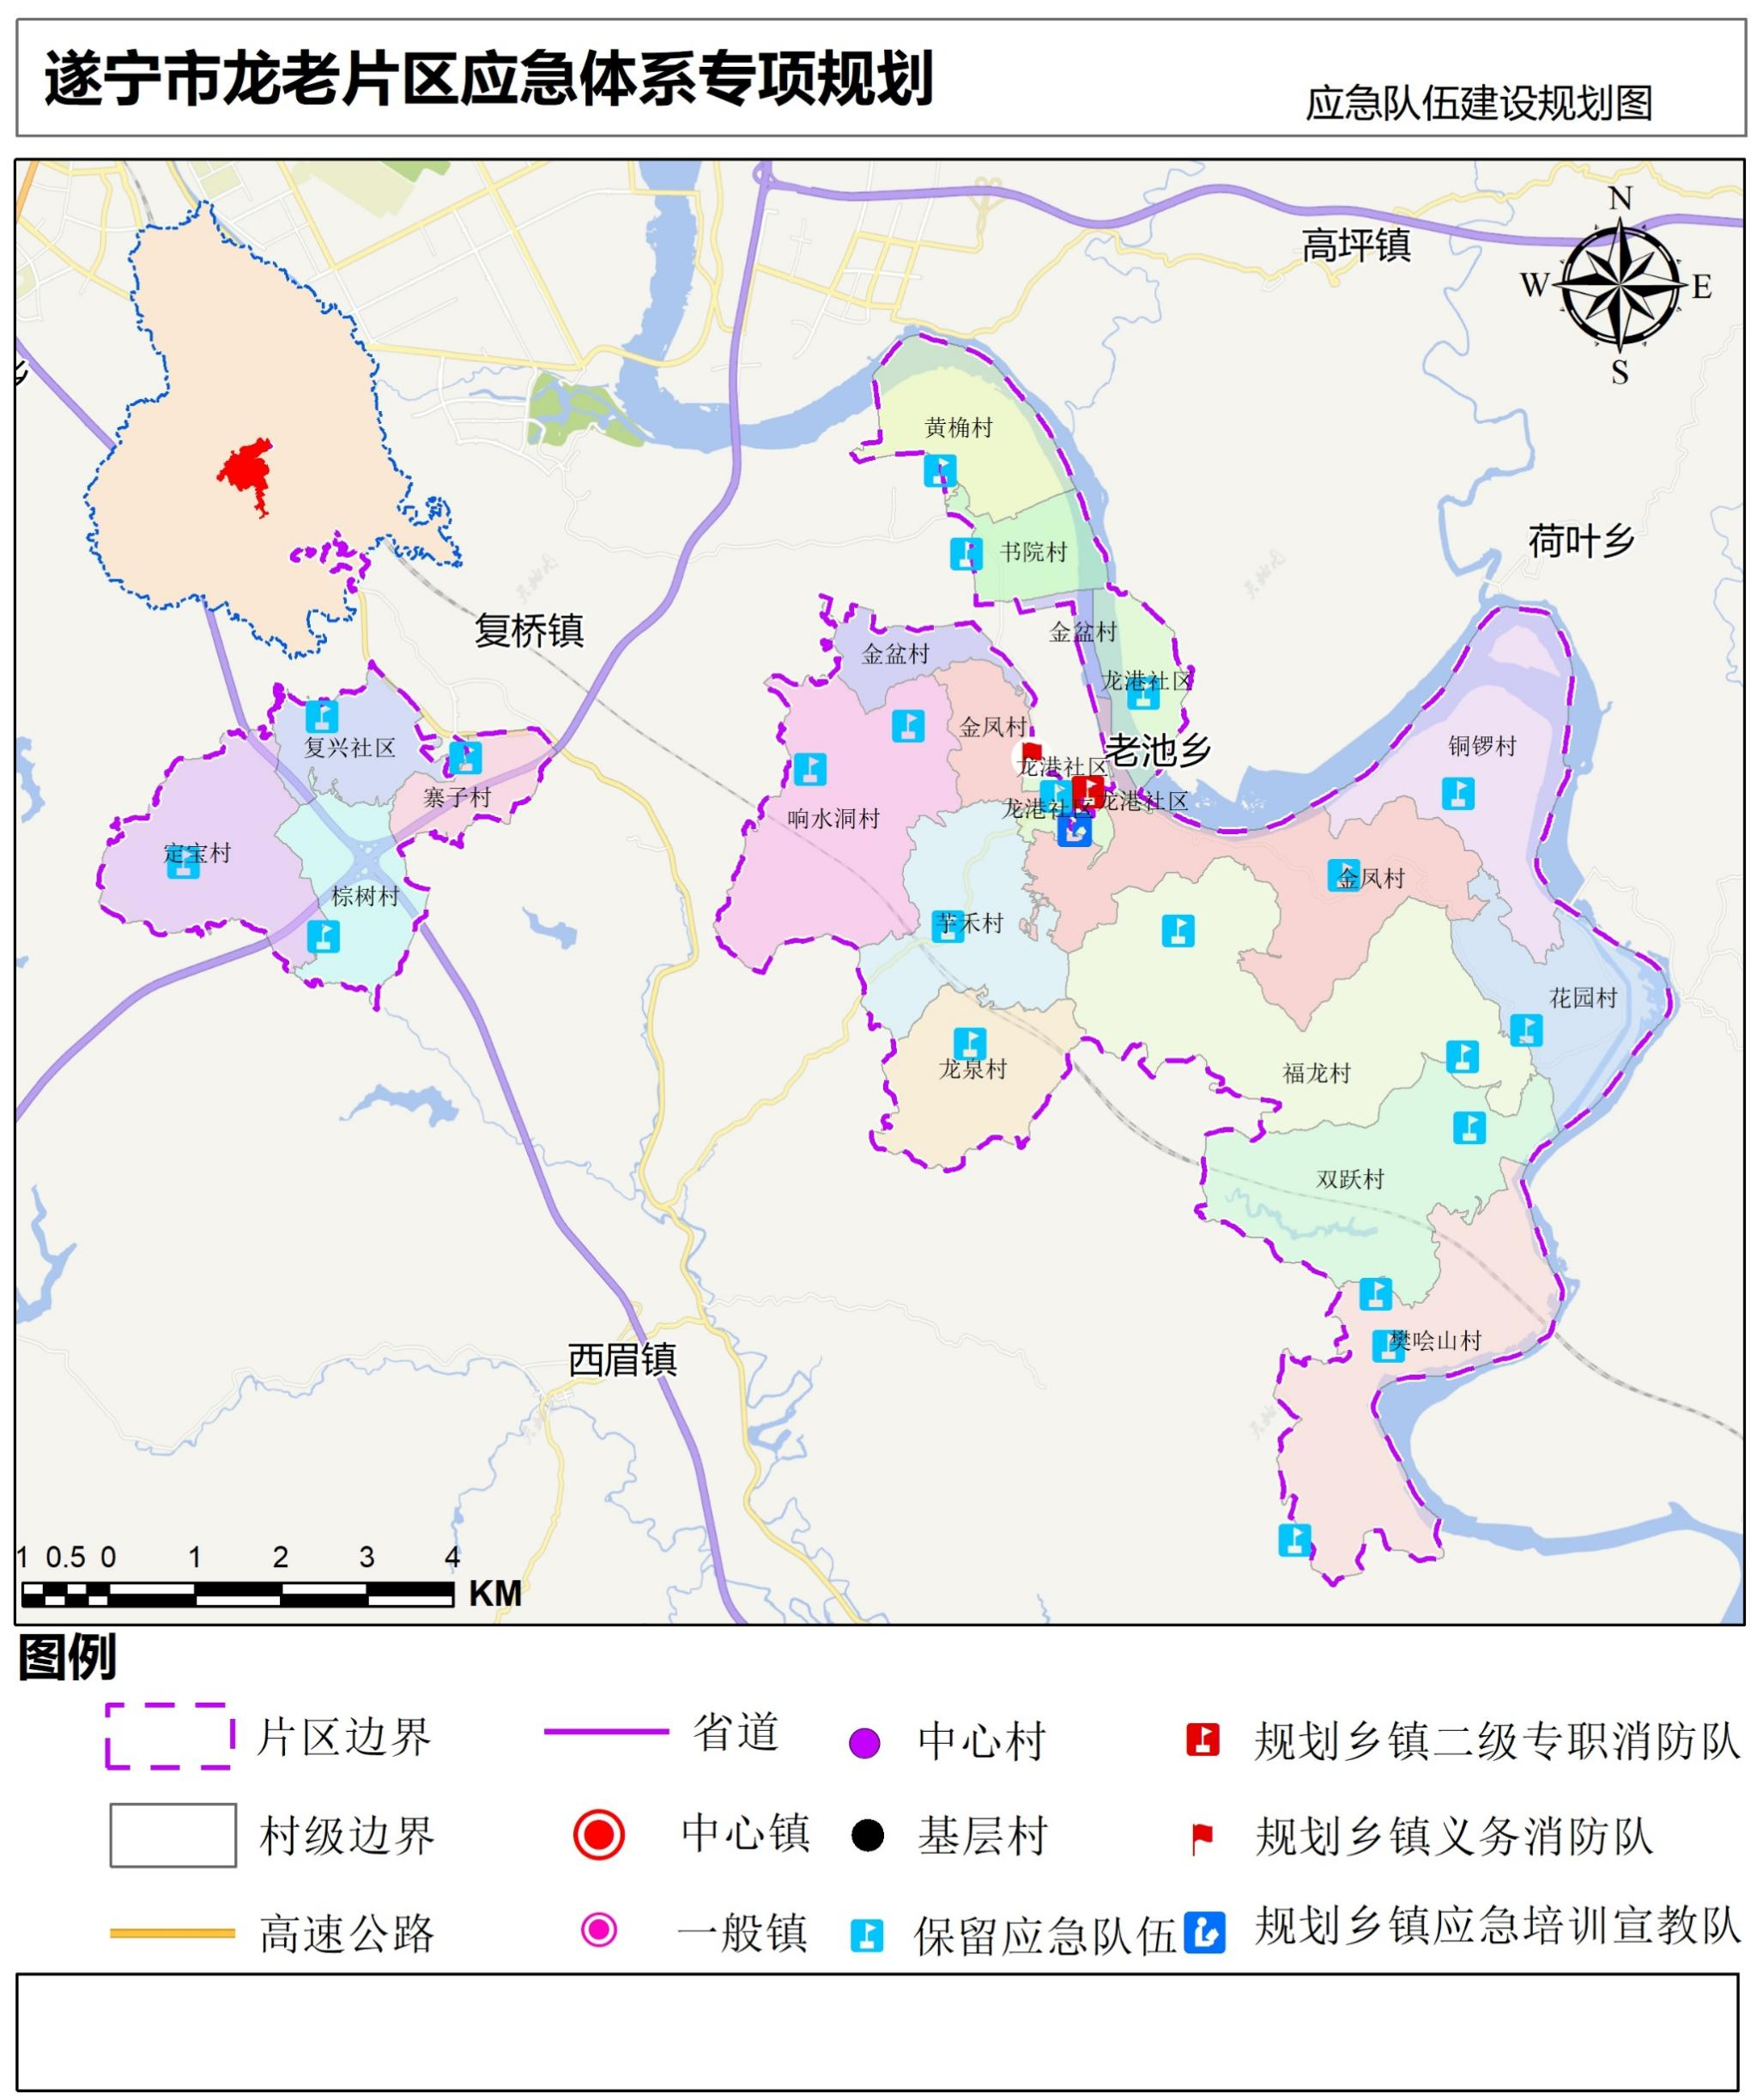 遂宁市龙老片区应急体系专项规划
应急队伍建设规划图
N
高坪镇
W
E
S
乡
黄桷村
荷叶乡
书院村
复桥镇
金盆村
金盆村
龙港社区
金凤村
铜锣村
复兴社区
老池乡
龙港社区
寨子村
龙港社区
龙港社区
响水洞村
定宝村
金凤村
棕树村
芋禾村
花园村
龙泉村
福龙村
双跃村
樊哙山村
西眉镇
1 0.5 0 1 2 3 4
KM
图例
片区边界
省道
中心村
规划乡镇二级专职消防队
村级边界
中心镇
基层村
规划乡镇义务消防队
高速公路
一般镇
保留应急队伍
规划乡镇应急培训宣教队